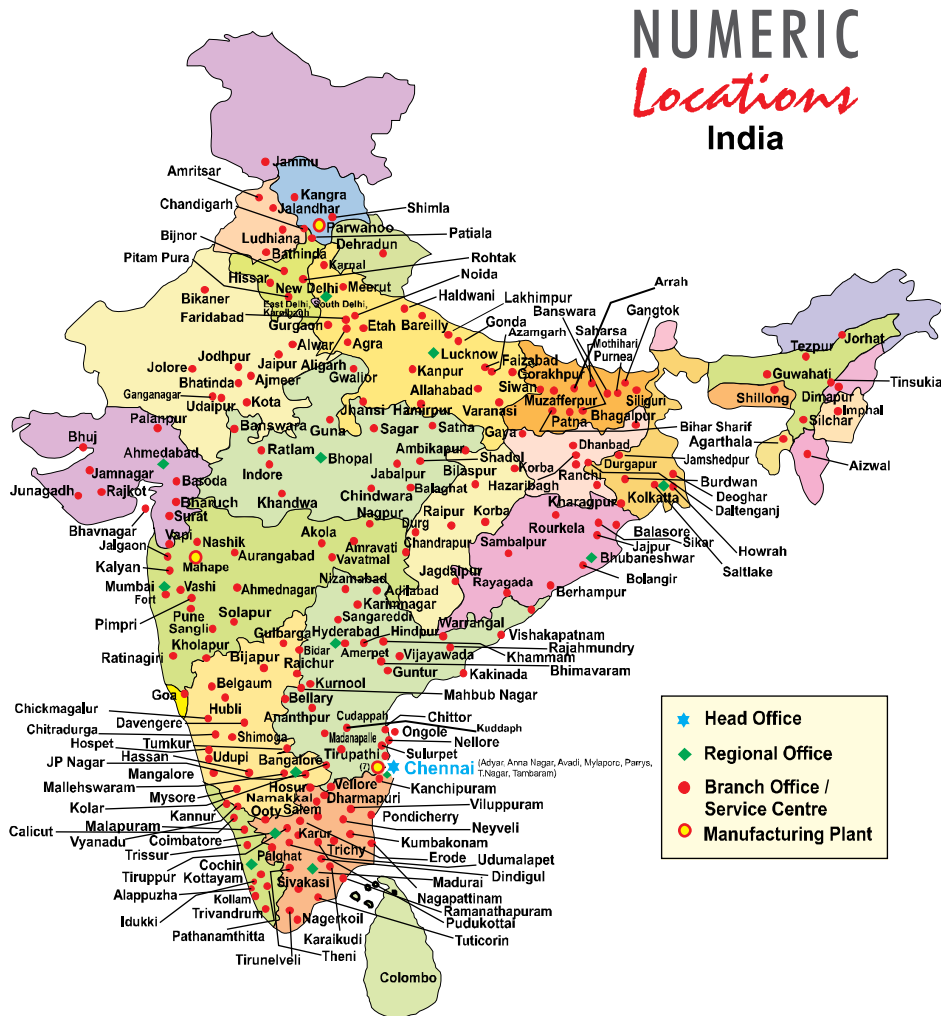 NUMERIC
Locations
India
Jammu
Amritsar
Kangra
Chandigarh
Jalandhar
Shimla
Parwanoo
Bijnor
Ludhiana
Dehradun
Patiala
Pitam Pura
Bathinda
Karnal
Rohtak
Hissar
New Delhi
Meerut
Noida
Bikaner
East Delhi, South Delhi,
Karolbagh
Haldwani
Lakhimpur
Arrah
Banswara
Faridabad
Gurgaon
Etah
Bareilly
Gonda
Azamgarh
Saharsa
Gangtok
Mothihari
Purnea
Alwar
Agra
Lucknow
Faizabad
Tezpur
Jorhat
Jodhpur
Jaipur
Aligarh
Kanpur
Gorakhpur
Jolore
Ajmeer
Gwalior
Allahabad
Siwan
Siliguri
Guwahati
Tinsukia
Bhatinda
Muzafferpur
Shillong
Dimapur
Ganganagar
Udaipur
Kota
Jhansi
Hamirpur
Varanasi
Patna
Bhagalpur
Imphal
Palanpur
Banswara
Guna
Sagar
Satna
Gaya
Bihar Sharif
Silchar
Bhuj
Ahmedabad
Ratlam
Bhopal
Ambikapur
Dhanbad
Agarthala
Jamnagar
Indore
Jabalpur
Shadol
Korba
Durgapur
Jamshedpur
Aizwal
Junagadh
Rajkot
Basoda
Bilaspur
Ranchi
Burdwan
Bharuch
Khandwa
Chindwara
Balaghat
Hazaribagh
Kolkatta
Deoghar
Surat
Nagpur
Raipur
Korba
Kharagpur
Daltenganj
Bhavnagar
Vapi
Nashik
Akola
Durg
Rourkela
Balasore
Jalgaon
Aurangabad
Amravati
Chandrapur
Sambalpur
Jajpur
Sikar
Howrah
Kalyan
Mahape
Vavatmal
Bhubaneshwar
Saltlake
Mumbai
Vashi
Ahmednagar
Nizamabad
Adilabad
Jagdalpur
Rayagada
Bolangir
Fort
Karimnagar
Berhampur
Pimpri
Pune
Solapur
Sangareddi
Sangli
Gulbarga
Hyderabad
Hindpur
Warrangal
Vishakapatnam
Kholapur
Bidar
Amerpet
Vijayawada
Rajahmundry
Ratinagiri
Bijapur
Raichur
Khammam
Guntur
Bhimavaram
Goa
Belgaum
Kurnool
Kakinada
Hubli
Bellary
Mahbub Nagar
Chickmagalur
Ananthpur
Cudappah
Chittor
Davengere
Kuddaph
Chitradurga
Shimoga
Madanapalle
Ongole
Hospet
Tumkur
Nellore
Hassan
Udupi
Tirupathi
Sulurpet
JP Nagar
Bangalore
(7)
Chennai (Adyar, Anna Nagar, Avadi, Mylaporo, Parrys,
T.Nagar, Tambaram)
Mangalore
Mallehswaram
Hosur
Vellore
Kanchipuram
Mysore
Namakkal
Dharmapuri
Kolar
Viluppuram
Kannur
Ooty
Salem
Pondicherry
Malapuram
Calicut
Karur
Neyveli
Vyanadu
Coimbatore
Trichy
Kumbakonam
Trissur
Palghat
Erode
Udumalapet
Cochin
Dindigul
Tiruppur
Kottayam
Sivakasi
Madurai
Alappuzha
Nagapattinam
Kollam
Ramanathapuram
Idukki
Trivandrum
Nagerkoil
Pudukottai
Pathanamthitta
Karaikudi
Tuticorin
Theni
Tirunelveli
Colombo
Head Office
Regional Office
Branch Office /
Service Centre
Manufacturing Plant